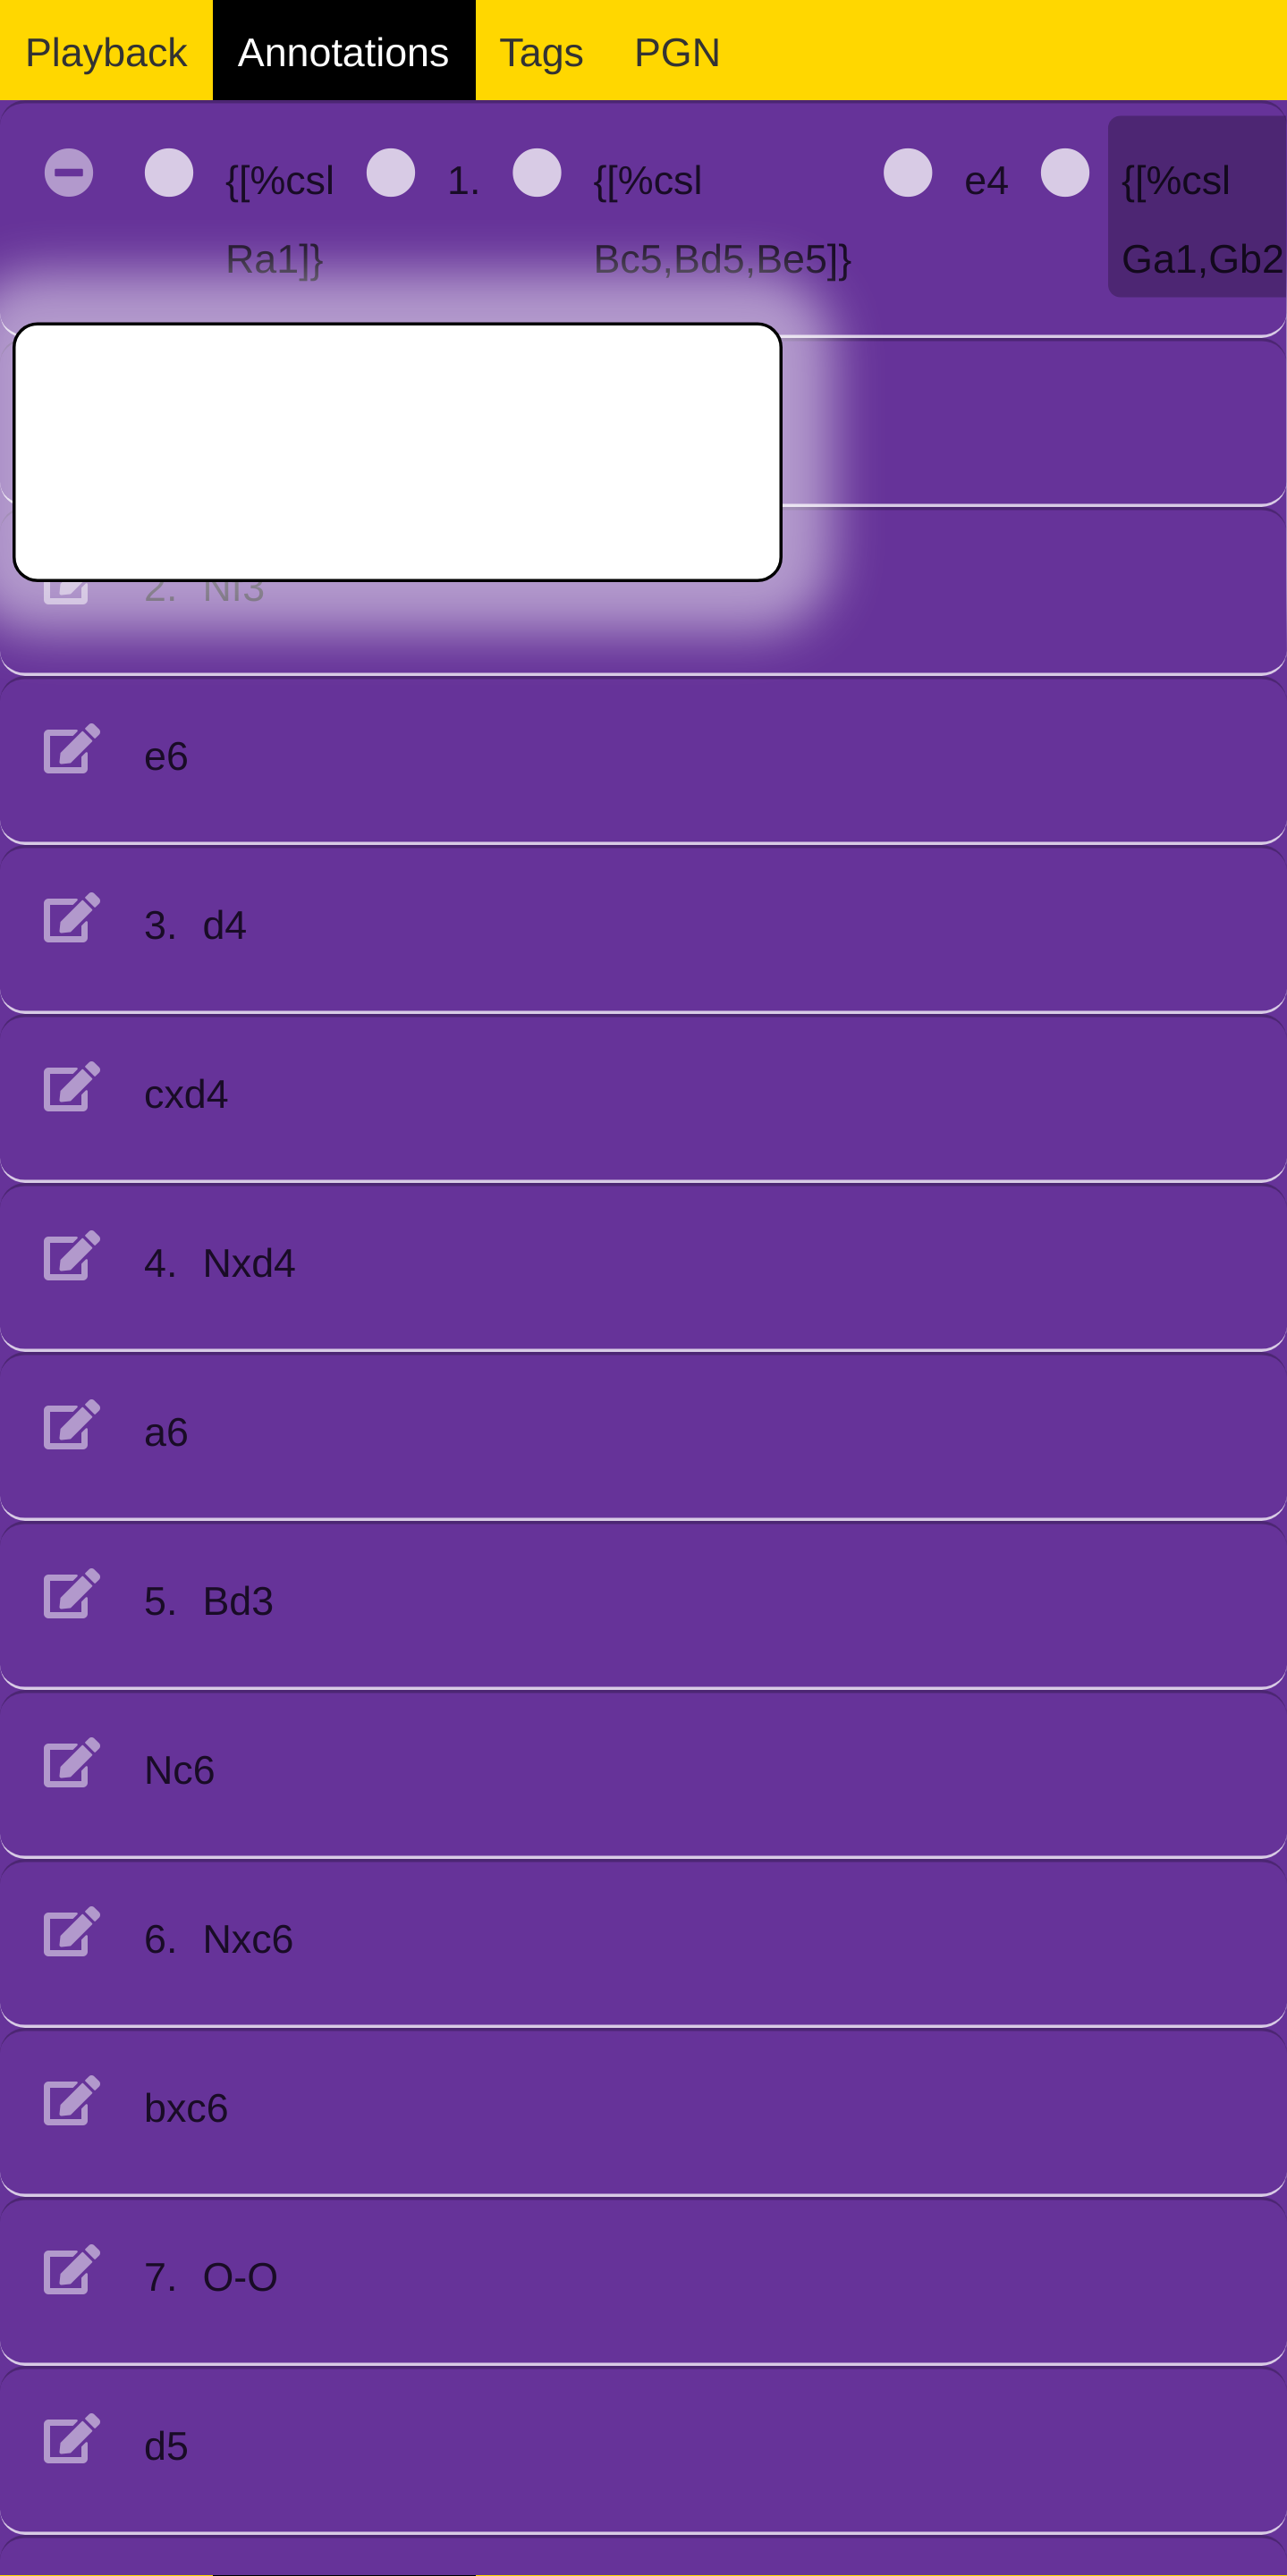 Playback Annotations Tags PGN
{[%csl 1. {[%csl e4 {[%csl
Ra1]} Bc5,Bd5,Be5]} Ga1,Gb2
2. Nf3
e6
3. d4
cxd4
4. Nxd4
a6
5. Bd3
Nc6
6. Nxc6
bxc6
7. O-O
d5